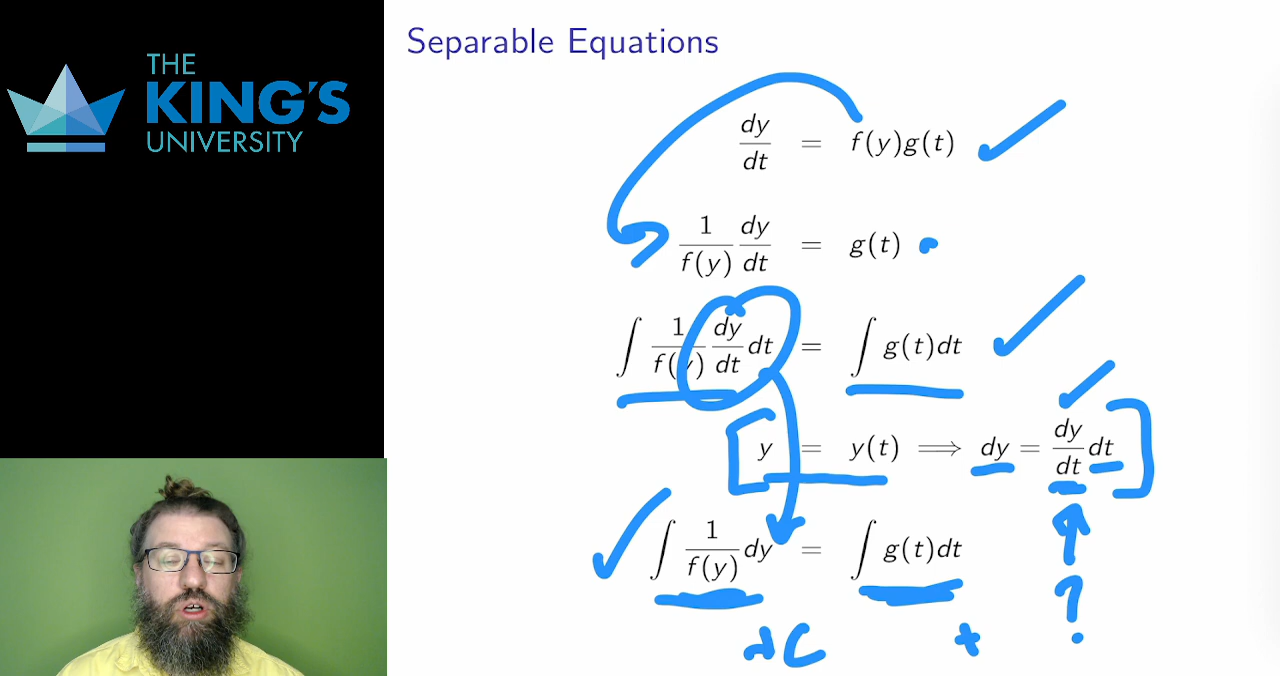 THE
KING'S
UNIVERSITY
Separable Equations
dy/dt = f(y)g(t)
1/f(y) dy/dt = g(t)
∫ 1/f(y) dy/dt dt = ∫ g(t)dt
y = y(t) ⟹ dy = dy/dt dt
∫ 1/f(y) dy = ∫ g(t)dt
?
+C +